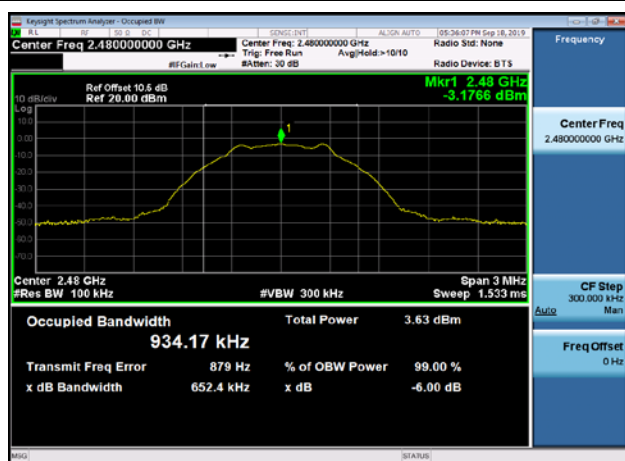 Keysight Spectrum Analyzer - Occupied BW
RL RF 50 Ω DC SENSE:INT ALIGN AUTO 05:36:07 PM Sep 18, 2019
Center Freq 2.480000000 GHz Center Freq: 2.480000000 GHz Radio Std: None Frequency
Trig: Free Run Avg|Hold:>10/10
#IFGain:Low #Atten: 30 dB Radio Device: BTS
Ref Offset 10.6 dB Mkr1 2.48 GHz
10 dB/div Ref 20.00 dBm -3.1766 dBm
Log
10.0
0.00
-10.0
-20.0
-30.0
-40.0
-50.0
-60.0
-70.0
1
Center 2.48 GHz Span 3 MHz
#Res BW 100 kHz #VBW 300 kHz Sweep 1.533 ms
Occupied Bandwidth Total Power 3.63 dBm
934.17 kHz
Transmit Freq Error 879 Hz % of OBW Power 99.00 %
x dB Bandwidth 652.4 kHz x dB -6.00 dB
Center Freq
2.480000000 GHz
CF Step
300.000 kHz
Auto Man
Freq Offset
0 Hz
MSG STATUS